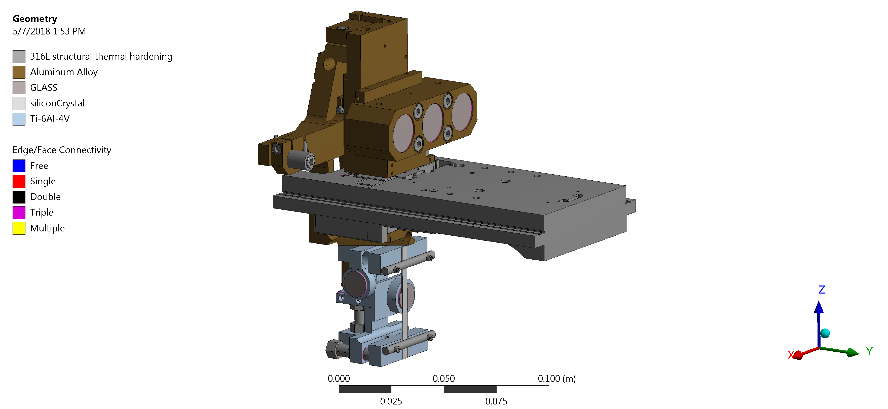 Geometry
5/7/2018 1:53 PM
316L structural thermal hardening
Aluminum Alloy
GLASS
siliconCrystal
Ti-6Al-4V
Edge/Face Connectivity
Free
Single
Double
Triple
Multiple
Z
X
Y
0.000 0.050 0.100 (m)
0.025 0.075